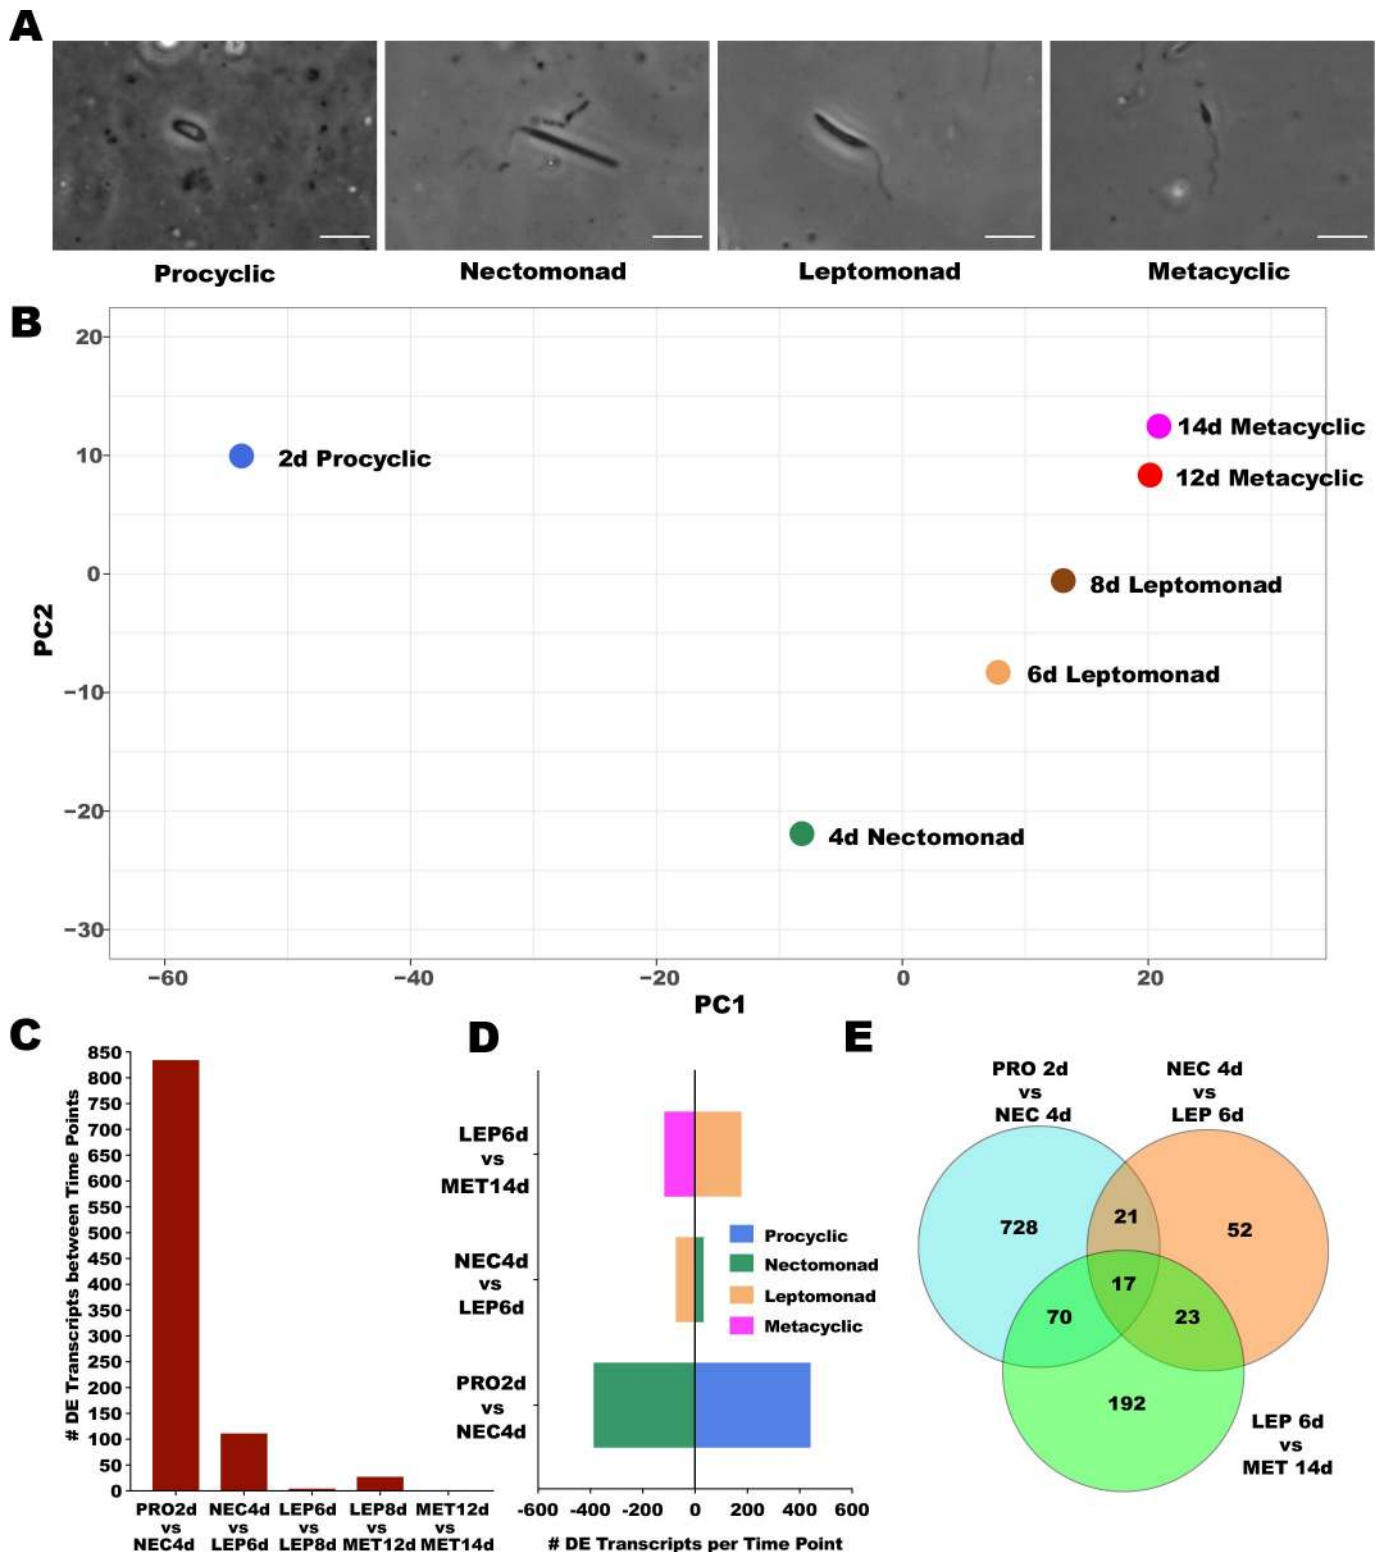 A
Procyclic
Nectomonad
Leptomonad
Metacyclic
B
20
10
0
−10
−20
−30
PC2
2d Procyclic
14d Metacyclic
12d Metacyclic
8d Leptomonad
6d Leptomonad
4d Nectomonad
−60
−40
−20
0
20
PC1
C
# DE Transcripts between Time Points
850
800
750
700
650
600
550
500
450
400
350
300
250
200
150
100
50
0
PRO2d
vs
NEC4d
NEC4d
vs
LEP6d
LEP6d
vs
LEP8d
LEP8d
vs
MET12d
MET12d
vs
MET14d
D
LEP6d
vs
MET14d
NEC4d
vs
LEP6d
PRO2d
vs
NEC4d
Procyclic
Nectomonad
Leptomonad
Metacyclic
-600
-400
-200
0
200
400
600
# DE Transcripts per Time Point
E
PRO 2d
vs
NEC 4d
NEC 4d
vs
LEP 6d
728
21
52
17
70
23
192
LEP 6d
vs
MET 14d